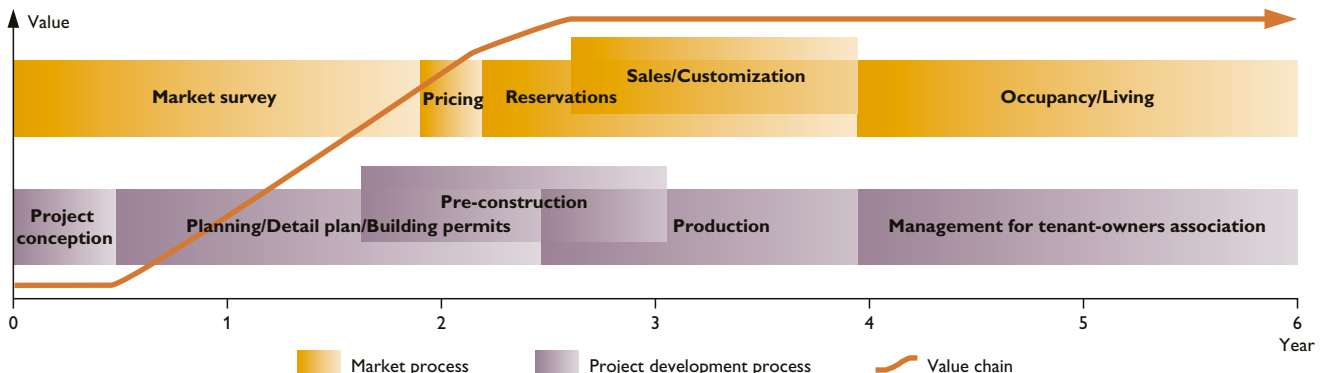 Value
Market survey
Pricing
Reservations
Sales/Customization
Occupancy/Living
Project
conception
Planning/Detail plan/Building permits
Pre-construction
Production
Management for tenant-owners association
0
1
2
3
4
5
6
Year
Market process
Project development process
Value chain